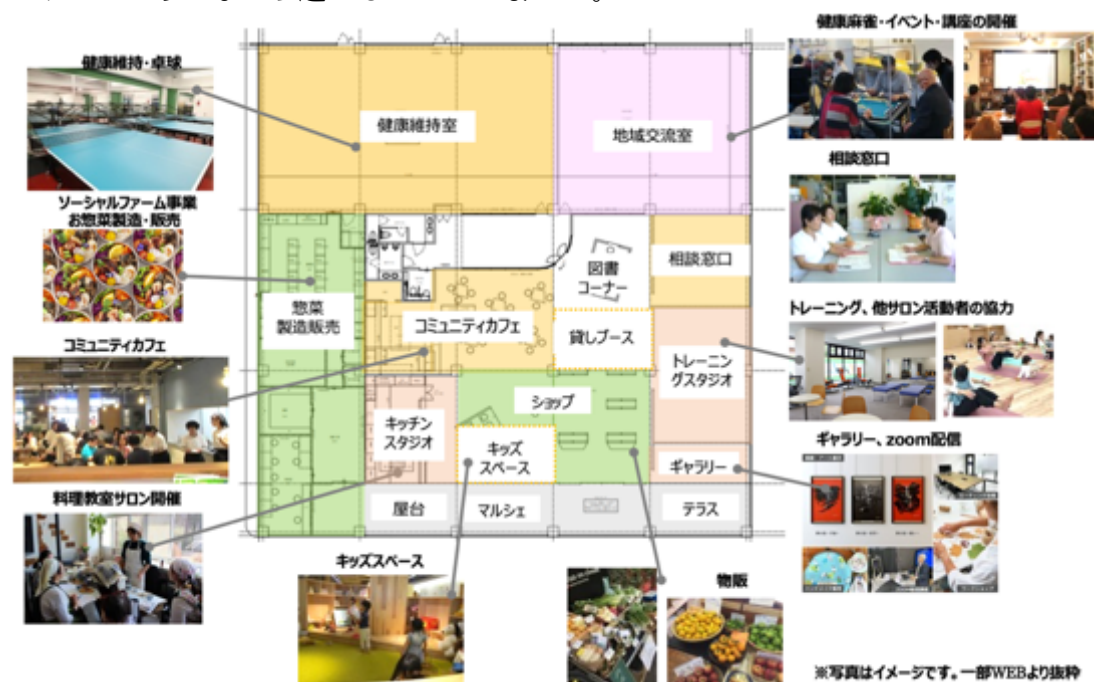 健康麻雀・イベント・講座の開催
健康維持・卓球
健康維持室
地域交流室
相談窓口
ソーシャルファーム事業
お惣菜製造・販売
図書
コーナー
相談窓口
惣菜
製造販売
コミュニティカフェ
貸しブース
トレーニング、他サロン活動者の協力
コミュニティカフェ
トレーニン
グスタジオ
ショップ
キッチン
スタジオ
キッズ
スペース
ギャラリー
ギャラリー、zoom配信
料理教室サロン開催
屋台
マルシェ
テラス
キッズスペース
物販
※写真はイメージです。一部WEBより抜粋